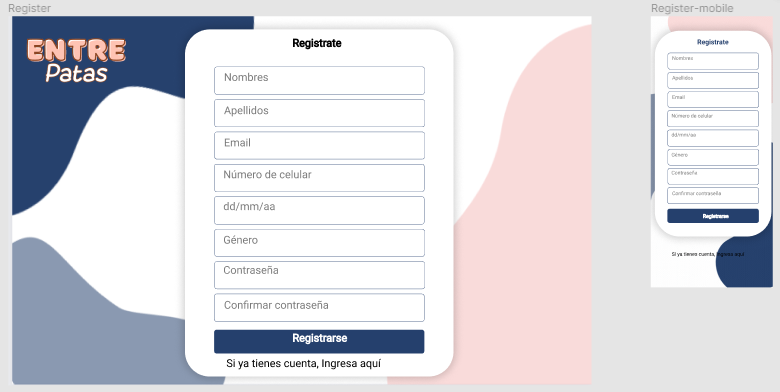 Register
ENTRE
Patas
Registrate
Nombres
Apellidos
Email
Número de celular
dd/mm/aa
Género
Contraseña
Confirmar contraseña
Registrarse
Si ya tienes cuenta, Ingresa aquí
Register-mobile
Registrate
Nombres
Apellidos
Email
Número de celular
dd/mm/aa
Género
Contraseña
Confirmar contraseña
Registrarse
Si ya tienes cuenta, Ingresa aquí